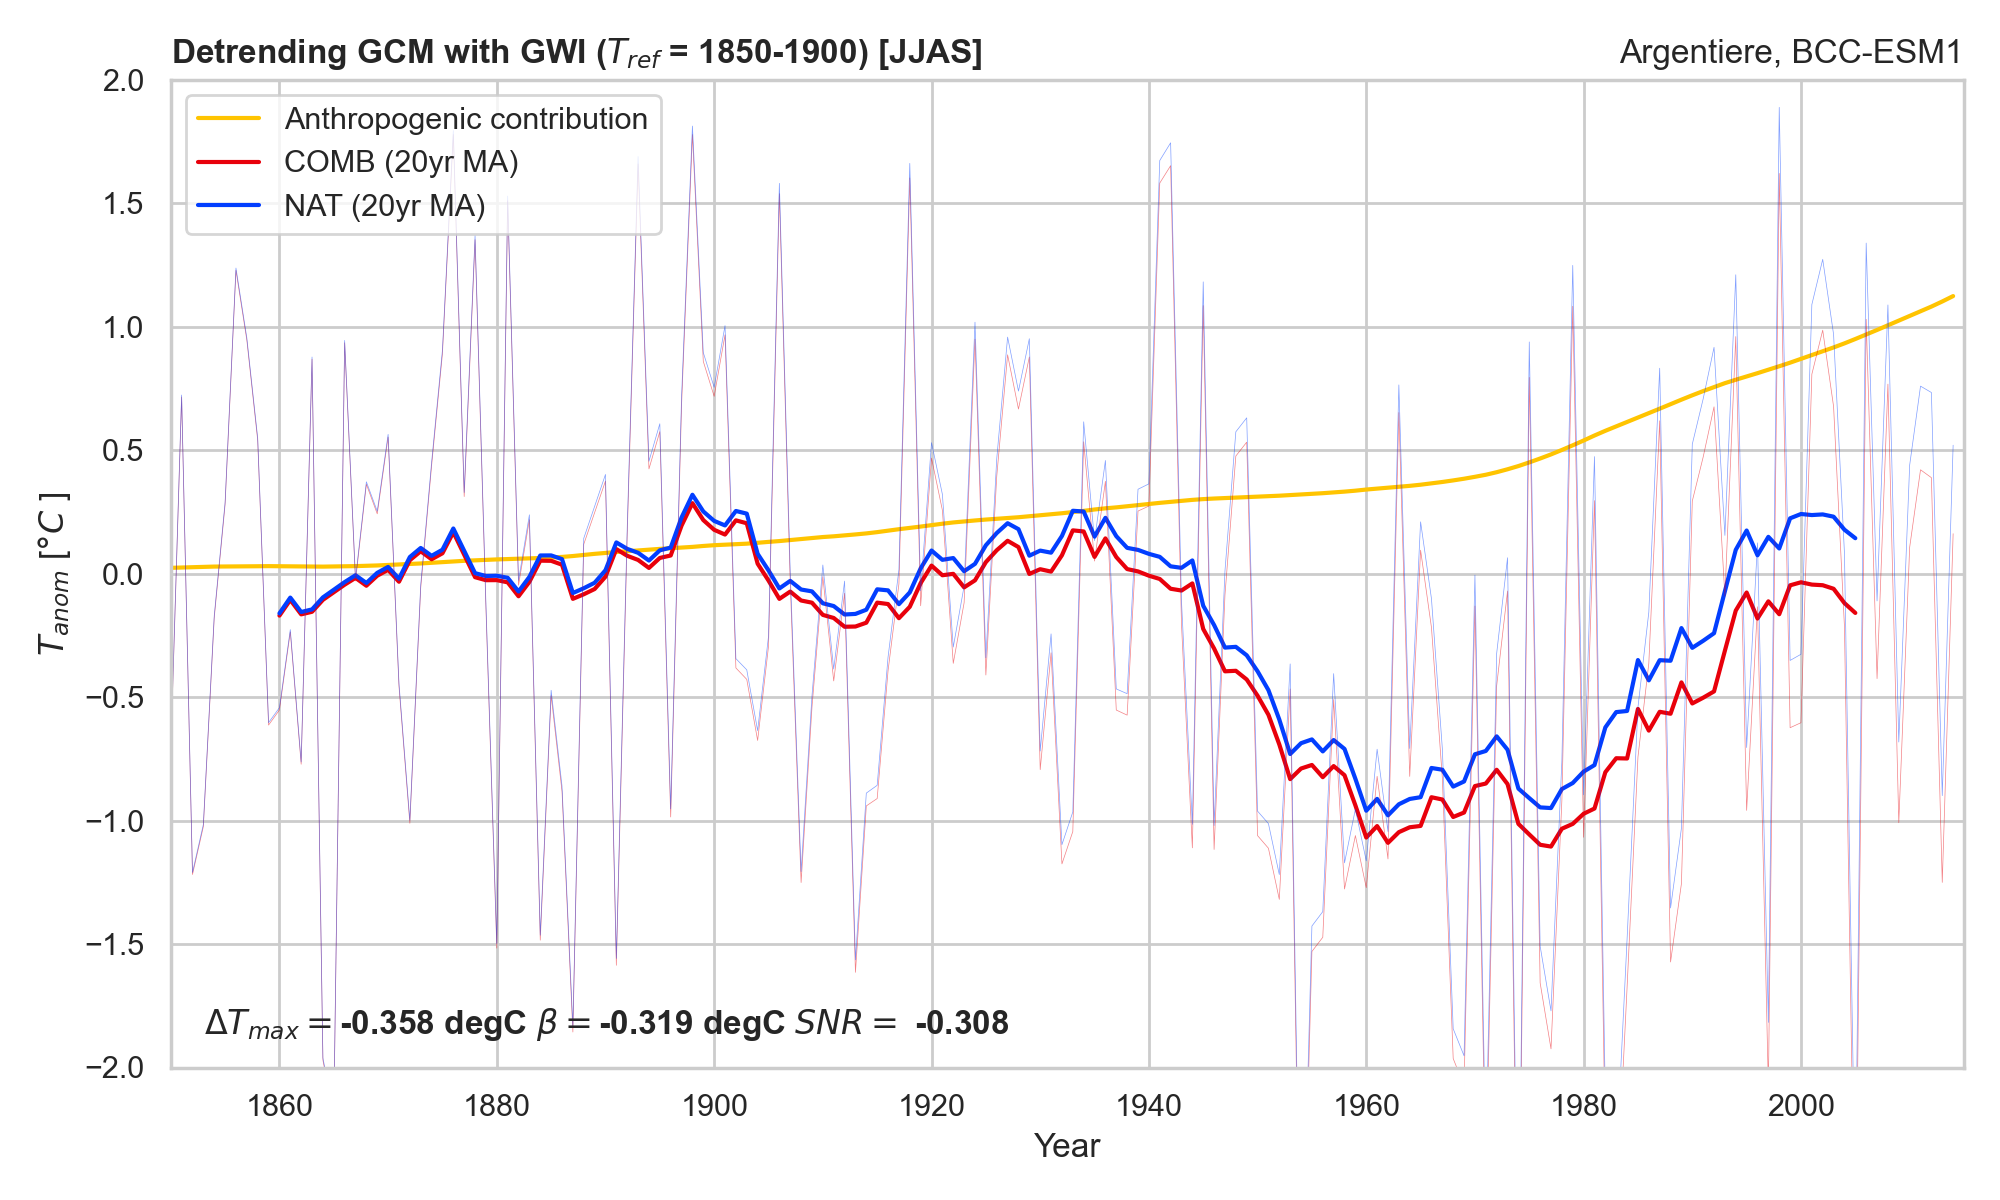 Detrending GCM with GWI (T_ref = 1850-1900) [JJAS]
Argentiere, BCC-ESM1
Anthropogenic contribution
COMB (20yr MA)
NAT (20yr MA)
T_anom [°C]
2.0
1.5
1.0
0.5
0.0
−0.5
−1.0
−1.5
−2.0
ΔT_max = -0.358 degC β = -0.319 degC SNR = -0.308
1860 1880 1900 1920 1940 1960 1980 2000
Year